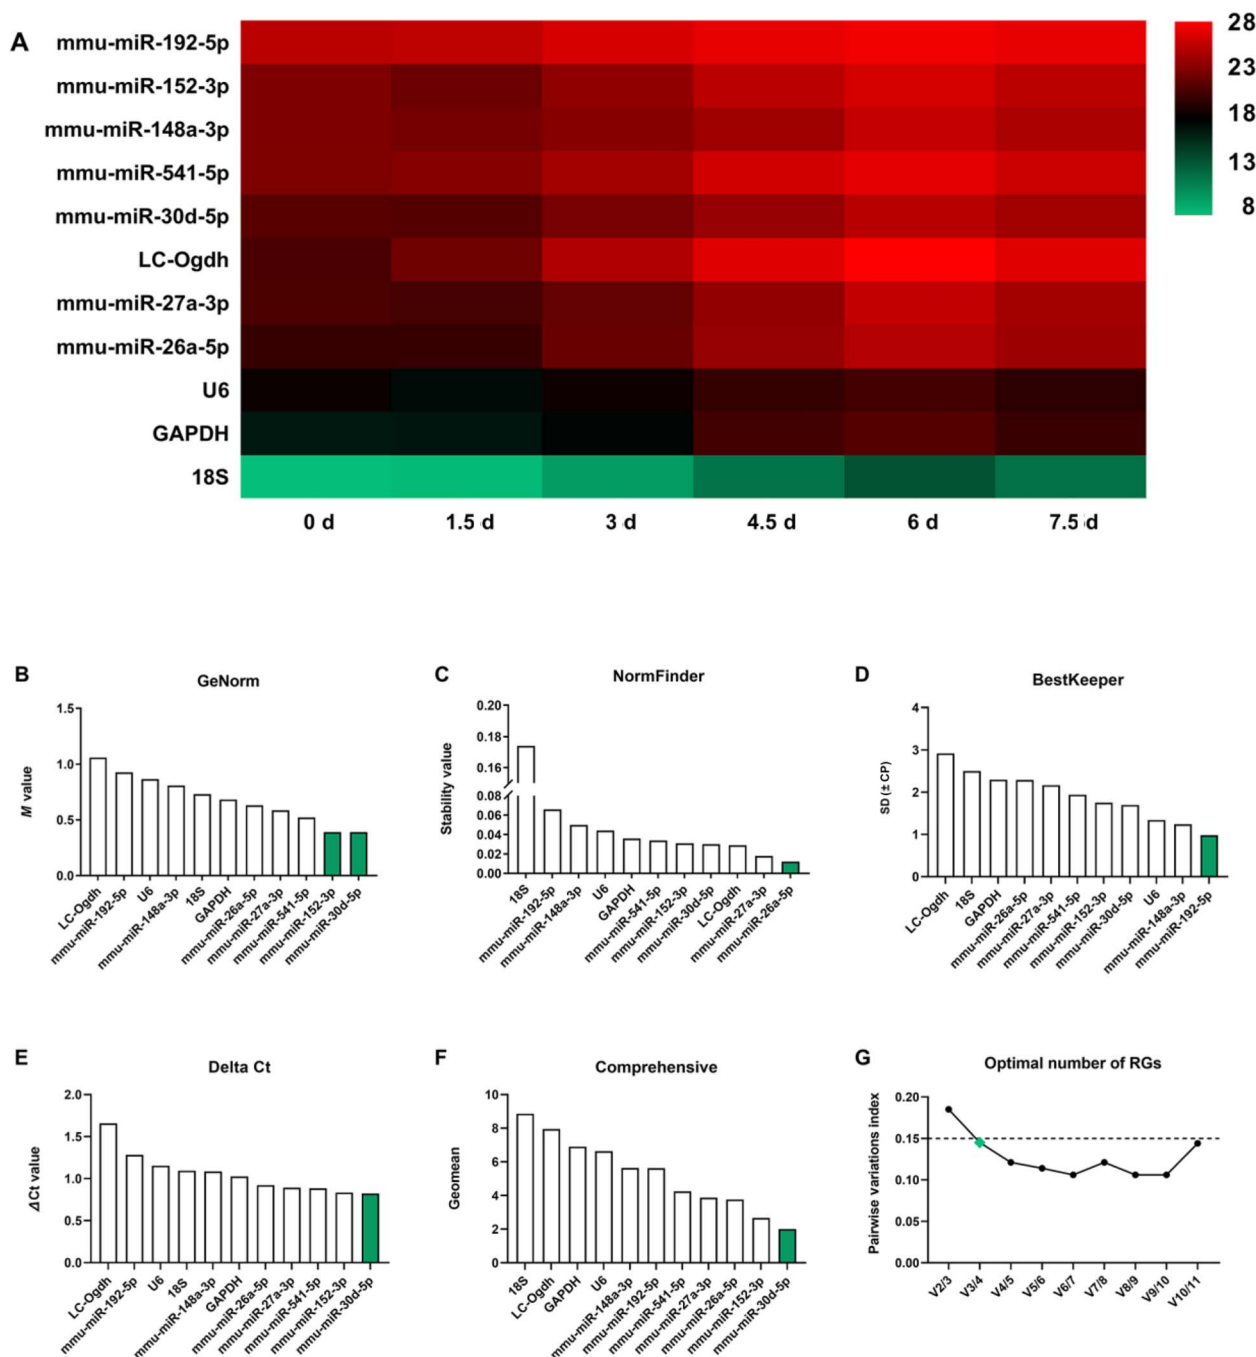 A
mmu-miR-192-5p
mmu-miR-152-3p
mmu-miR-148a-3p
mmu-miR-541-5p
mmu-miR-30d-5p
LC-Ogdh
mmu-miR-27a-3p
mmu-miR-26a-5p
U6
GAPDH
18S
0 d 1.5 d 3 d 4.5 d 6 d 7.5 d
28
23
18
13
8
B
GeNorm
M value
1.5
1.0
0.5
0.0
LC-Ogdh
mmu-miR-192-5p
U6
mmu-miR-148a-3p
18S
GAPDH
mmu-miR-26a-5p
mmu-miR-27a-3p
mmu-miR-541-5p
mmu-miR-152-3p
mmu-miR-30d-5p
C
NormFinder
Stability value
0.20
0.18
0.16
0.08
0.06
0.04
0.02
0.00
18S
mmu-miR-192-5p
mmu-miR-148a-3p
U6
GAPDH
mmu-miR-541-5p
mmu-miR-152-3p
mmu-miR-30d-5p
LC-Ogdh
mmu-miR-27a-3p
mmu-miR-26a-5p
D
BestKeeper
SD (± CP)
4
3
2
1
0
LC-Ogdh
18S
GAPDH
mmu-miR-26a-5p
mmu-miR-27a-3p
mmu-miR-541-5p
mmu-miR-152-3p
mmu-miR-30d-5p
U6
mmu-miR-148a-3p
mmu-miR-192-5p
E
Delta Ct
ΔCt value
2.0
1.5
1.0
0.5
0.0
LC-Ogdh
mmu-miR-192-5p
U6
18S
mmu-miR-148a-3p
GAPDH
mmu-miR-26a-5p
mmu-miR-27a-3p
mmu-miR-541-5p
mmu-miR-152-3p
mmu-miR-30d-5p
F
Comprehensive
Geomean
10
8
6
4
2
0
18S
LC-Ogdh
GAPDH
U6
mmu-miR-148a-3p
mmu-miR-192-5p
mmu-miR-541-5p
mmu-miR-27a-3p
mmu-miR-26a-5p
mmu-miR-152-3p
mmu-miR-30d-5p
G
Optimal number of RGs
Pairwise variations index
0.20
0.15
0.10
0.05
0.00
V2/3
V3/4
V4/5
V5/6
V6/7
V7/8
V8/9
V9/10
V10/11